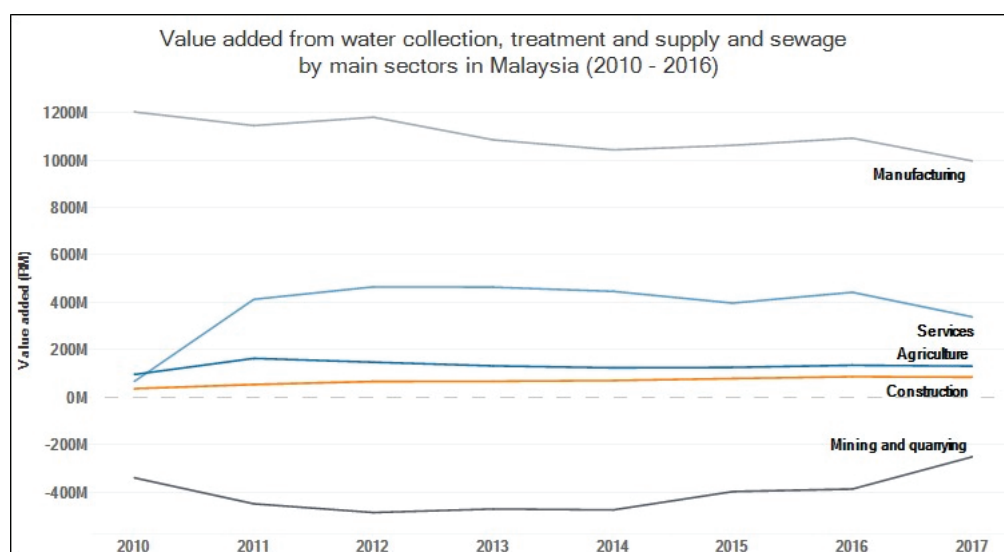 Value added from water collection, treatment and supply and sewage
by main sectors in Malaysia (2010 - 2016)
Value added (RM)
1200M
1000M
800M
600M
400M
200M
0M
-200M
-400M
Manufacturing
Services
Agriculture
Construction
Mining and quarrying
2010 2011 2012 2013 2014 2015 2016 2017